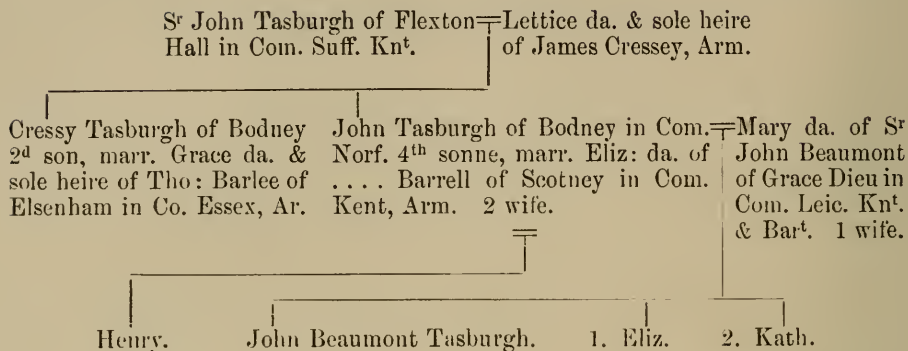 Sʳ John Tasburgh of Flexton
Hall in Com. Suff. Knᵗ.
Lettice da. & sole heire
of James Cressey, Arm.
Cressy Tasburgh of Bodney
2ᵈ son, marr. Grace da. &
sole heire of Tho: Barlee of
Elsenham in Co. Essex, Ar.
John Tasburgh of Bodney in Com.
Norf. 4ᵗʰ sonne, marr. Eliz: da. of
.... Barrell of Scotney in Com.
Kent, Arm. 2 wife.
Mary da. of Sʳ
John Beaumont
of Grace Dieu in
Com. Leic. Knᵗ.
& Barᵗ. 1 wife.
Henry.
John Beaumont Tasburgh.
1. Eliz.
2. Kath.